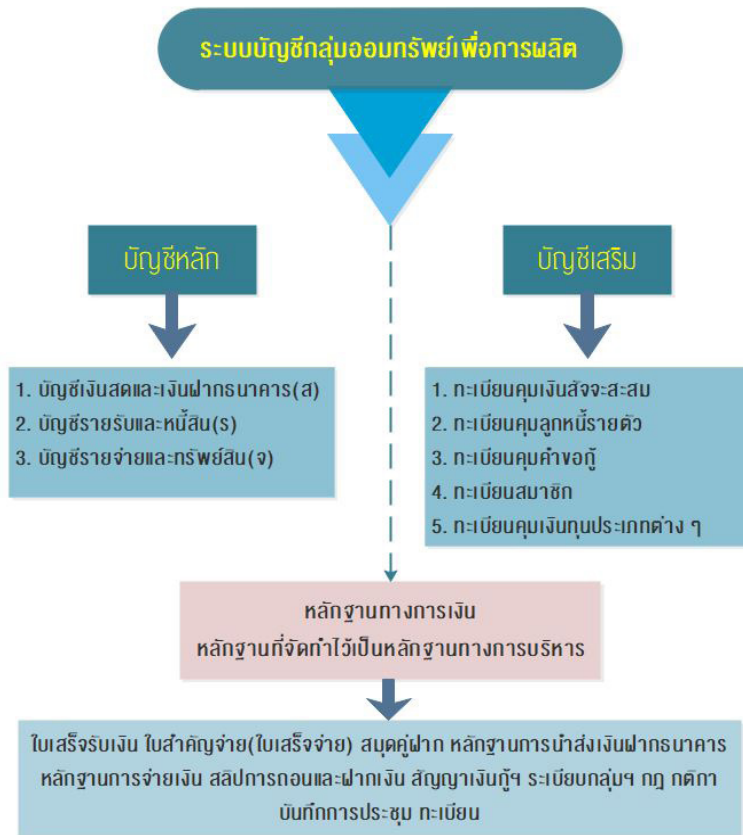 ระบบบัญชีกลุ่มออมทรัพย์เพื่อการผลิต
บัญชีหลัก
1. บัญชีเงินสดและเงินฝากธนาคาร(ส)
2. บัญชีรายรับและหนี้สิน(ร)
3. บัญชีรายจ่ายและทรัพย์สิน(จ)
บัญชีเสริม
1. ทะเบียนคุมเงินสัจจะสะสม
2. ทะเบียนคุมลูกหนี้รายตัว
3. ทะเบียนคุมคำขอกู้
4. ทะเบียนสมาชิก
5. ทะเบียนคุมเงินทุนประเภทต่าง ๆ
หลักฐานทางการเงิน
หลักฐานที่จัดทำไว้เป็นหลักฐานทางการบริหาร
ใบเสร็จรับเงิน ใบสำคัญจ่าย(ใบเสร็จจ่าย) สมุดคู่ฝาก หลักฐานการนำส่งเงินฝากธนาคาร
หลักฐานการจ่ายเงิน สลิปการถอนและฝากเงิน สัญญาเงินกู้ฯ ระเบียบกลุ่มฯ กฎ กติกา
บันทึกการประชุม ทะเบียน